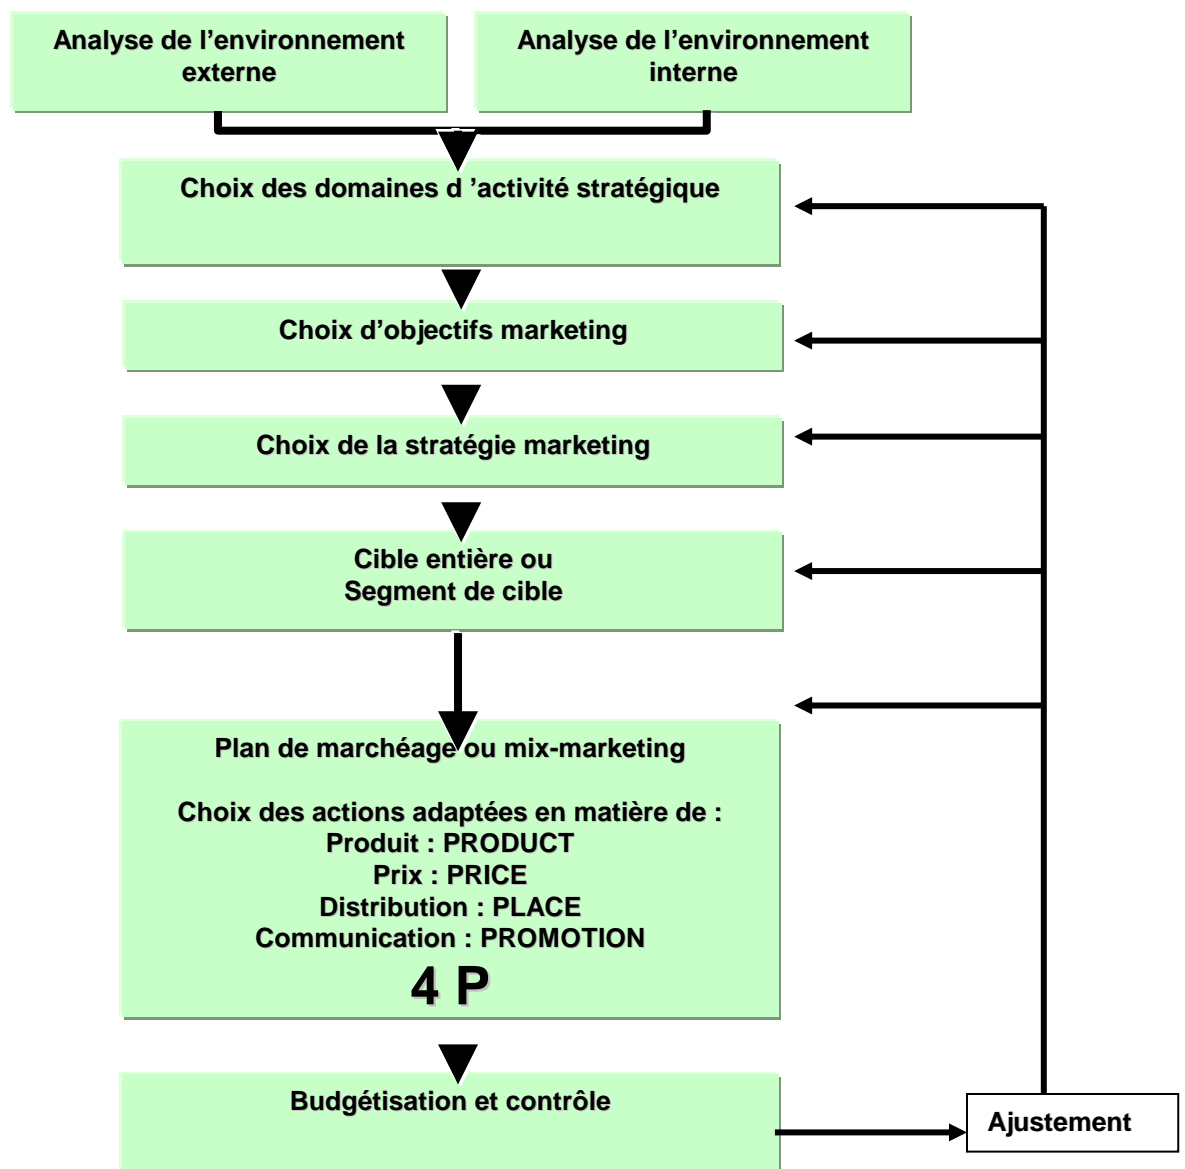 Analyse de l’environnement
externe
Analyse de l’environnement
interne
Choix des domaines d ’activité stratégique
Choix d’objectifs marketing
Choix de la stratégie marketing
Cible entière ou
Segment de cible
Plan de marchéage ou mix-marketing
Choix des actions adaptées en matière de :
Produit : PRODUCT
Prix : PRICE
Distribution : PLACE
Communication : PROMOTION
4 P
Budgétisation et contrôle
Ajustement